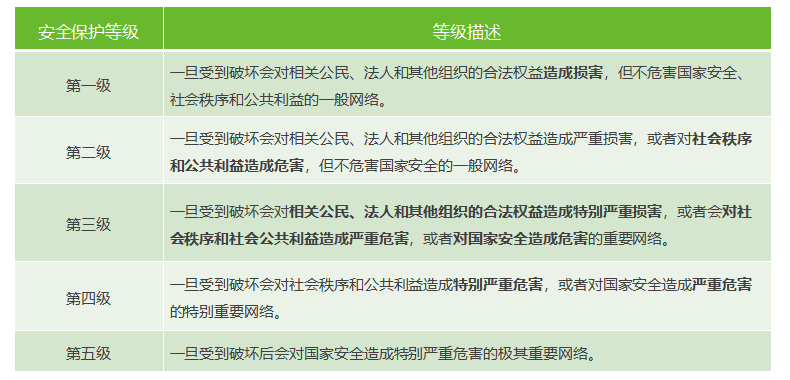 安全保护等级
等级描述
第一级
一旦受到破坏会对相关公民、法人和其他组织的合法权益造成损害，但不危害国家安全、
社会秩序和公共利益的一般网络。
第二级
一旦受到破坏会对相关公民、法人和其他组织的合法权益造成严重损害，或者对社会秩序
和公共利益造成危害，但不危害国家安全的一般网络。
第三级
一旦受到破坏会对相关公民、法人和其他组织的合法权益造成特别严重损害，或者会对社
会秩序和社会公共利益造成严重危害，或者对国家安全造成危害的重要网络。
第四级
一旦受到破坏会对社会秩序和公共利益造成特别严重危害，或者对国家安全造成严重危害
的特别重要网络。
第五级
一旦受到破坏后会对国家安全造成特别严重危害的极其重要网络。